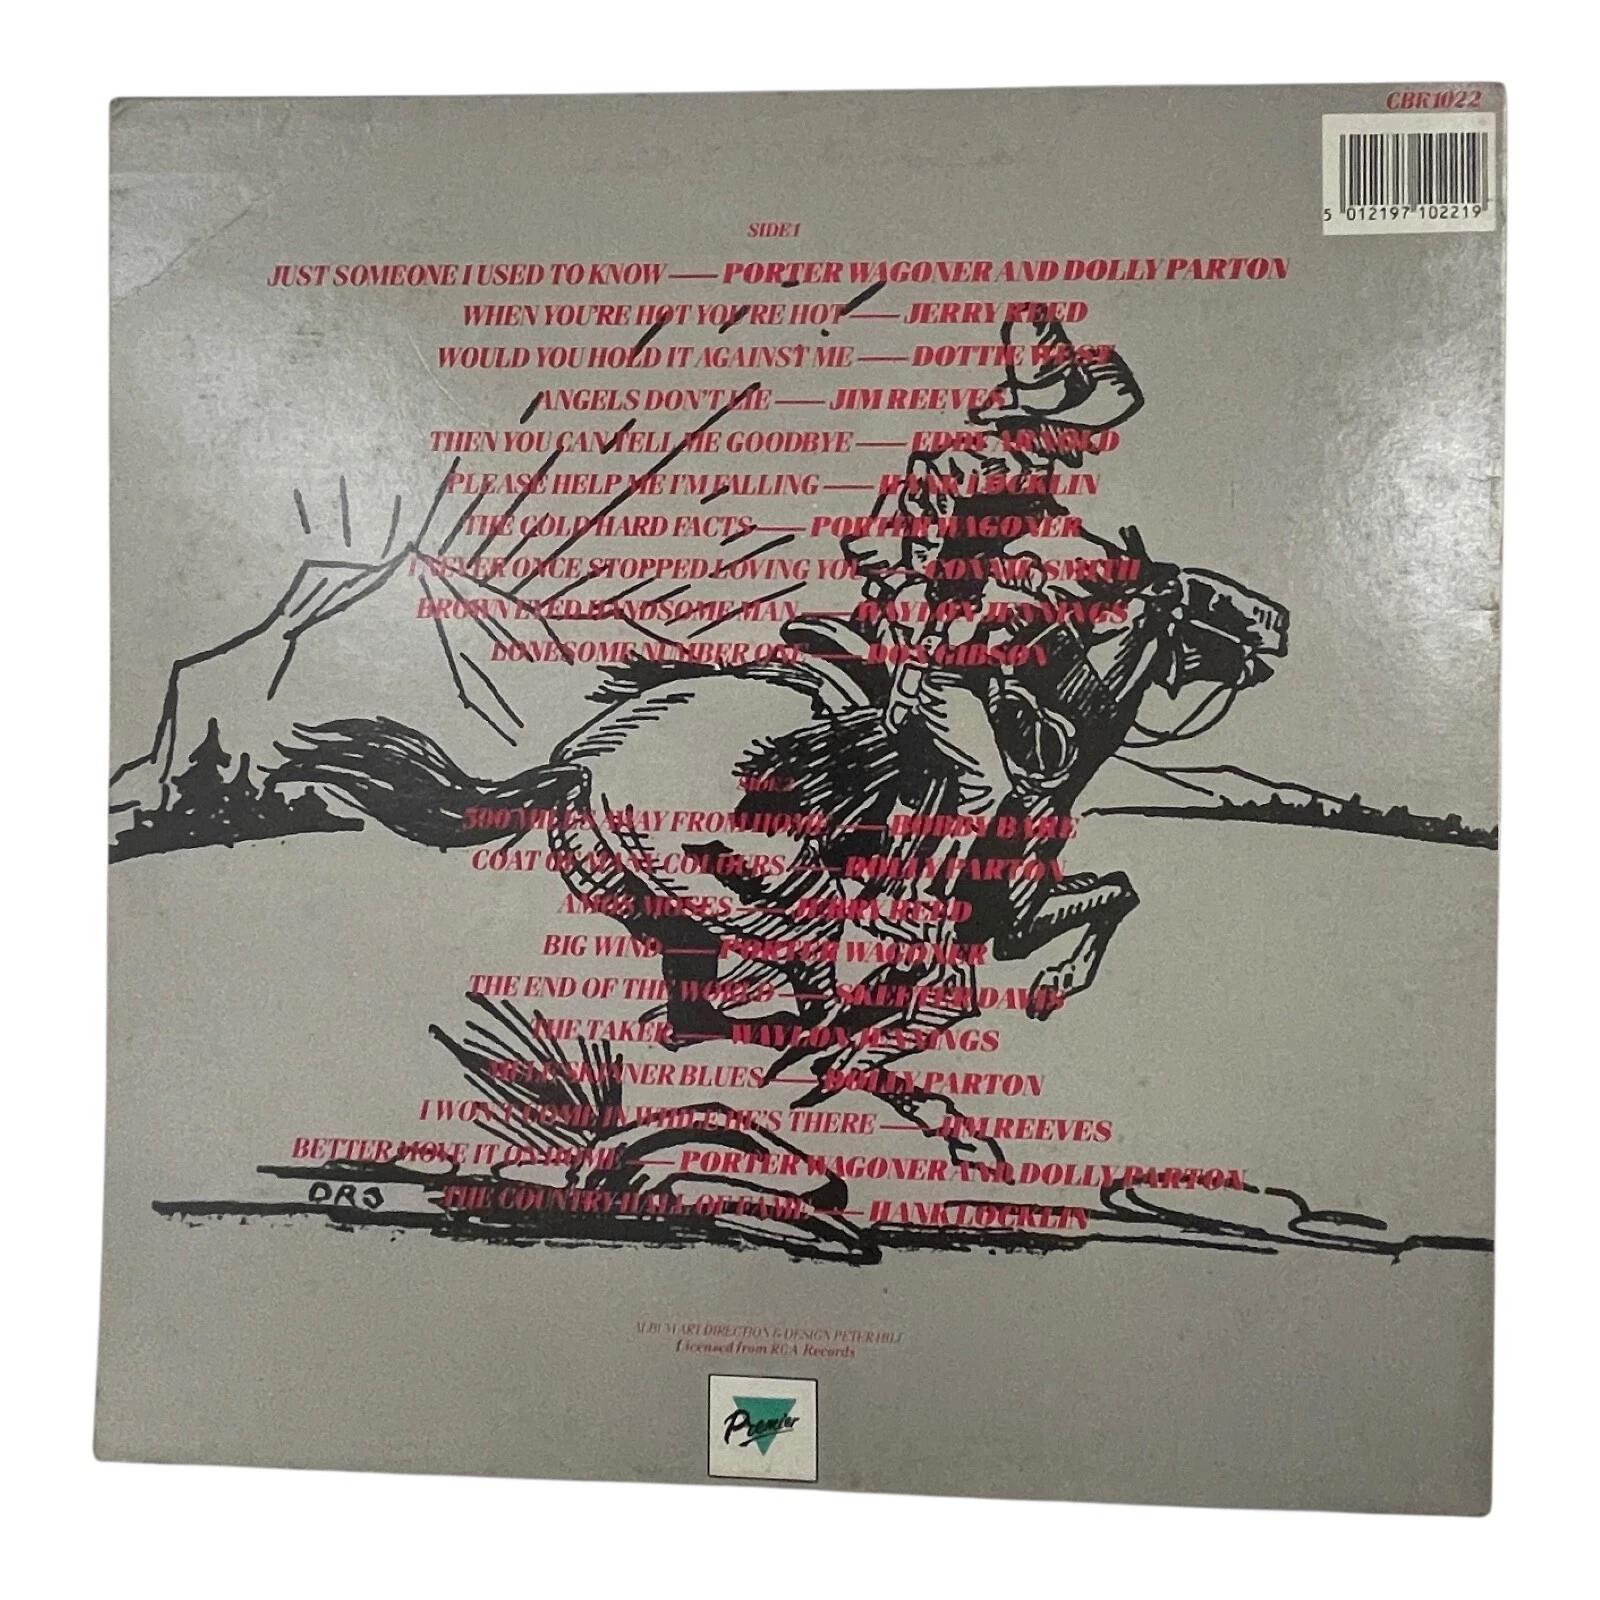 CBR 1022
5 012197 102219
SIDE 1
JUST SOMEONE I USED TO KNOW — PORTER WAGONER AND DOLLY PARTON
WHEN YOU'RE HOT YOU'RE HOT — JERRY REED
WOULD YOU HOLD IT AGAINST ME — DOTTIE WEST
ANGELS DON'T LIE — JIM REEVES
THEN YOU CAN TELL ME GOODBYE — EDDY ARNOLD
PLEASE HELP ME I'M FALLING — HANK LOCKLIN
THE COLD HARD FACTS — PORTER WAGONER
I NEVER ONCE STOPPED LOVING YOU — CONNIE SMITH
BROWN EYED HANDSOME MAN — WAYLON JENNINGS
LONESOME NUMBER ONE — DON GIBSON
SIDE 2
500 MILES AWAY FROM HOME — BOBBY BARE
COAT OF MANY COLOURS — DOLLY PARTON
AMOS MOSES — JERRY REED
BIG WIND — PORTER WAGONER
THE END OF THE WORLD — SKEETER DAVIS
THE TAKER — WAYLON JENNINGS
MULE SKINNER BLUES — DOLLY PARTON
I WON'T COME IN WHILE HE'S THERE — JIM REEVES
BETTER MOVE IT ON HOME — PORTER WAGONER AND DOLLY PARTON
DRJ
THE COUNTRY HALL OF FAME — HANK LOCKLIN
ALBUM ART DIRECTION & DESIGN PETER
Licensed from RCA Records
Premier